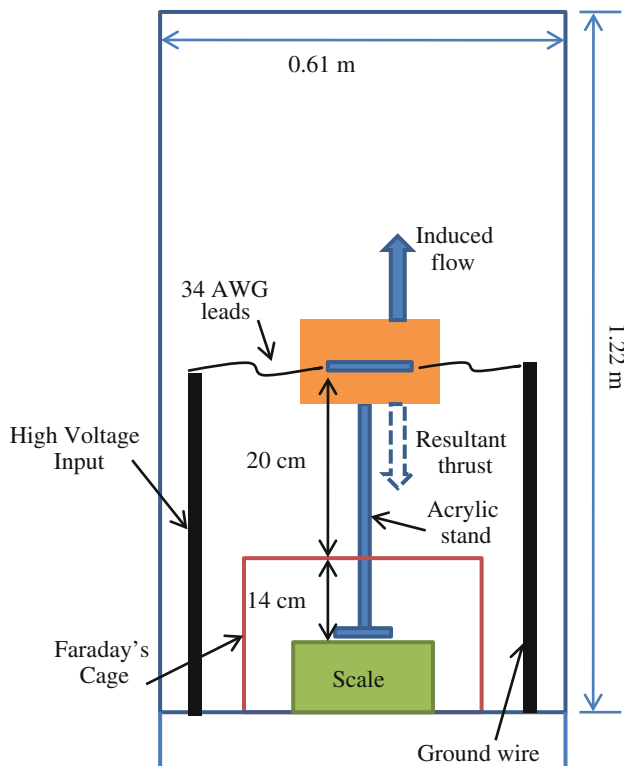 0.61 m
Induced
flow
34 AWG
leads
1.22 m
High Voltage
Input
20 cm
Resultant
thrust
Acrylic
stand
14 cm
Faraday's
Cage
Scale
Ground wire